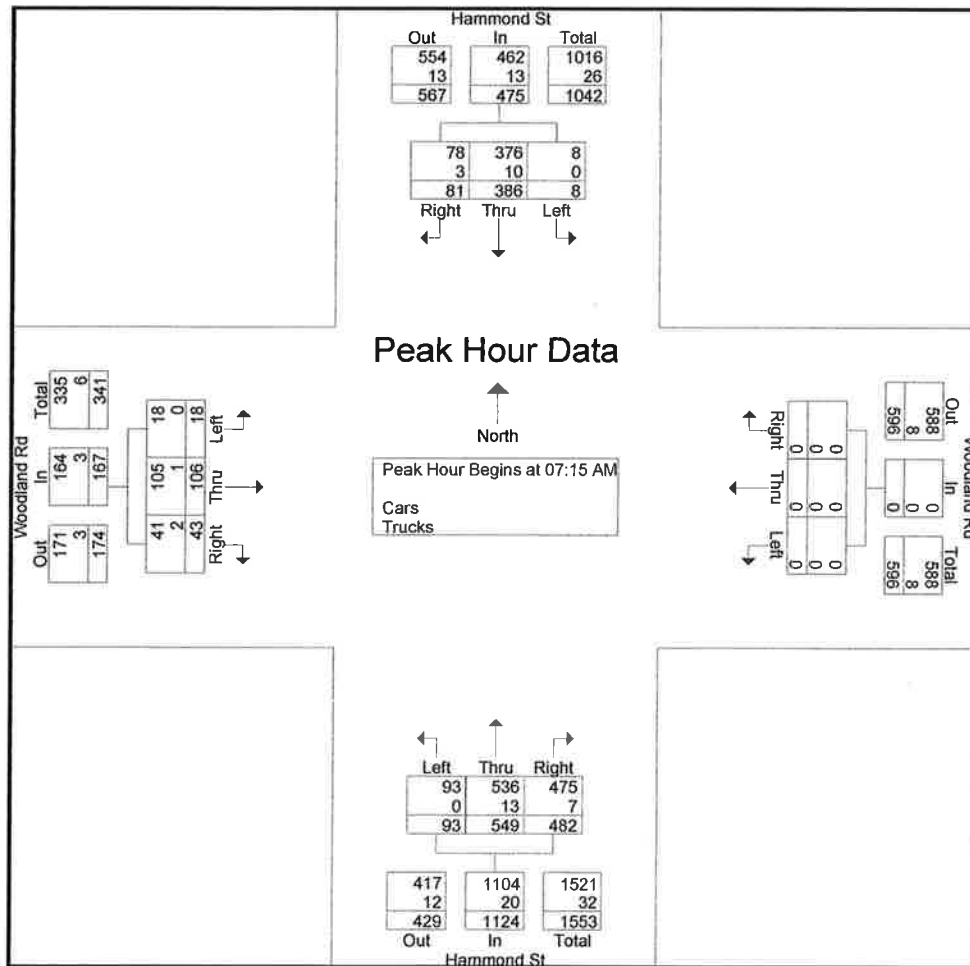 Hammond St
Out In Total
554 462 1016
13 13 26
567 475 1042
78 376 8
3 10 0
81 386 8
Right Thru Left
Peak Hour Data
North
Peak Hour Begins at 07:15 AM
Cars
Trucks
Woodland Rd
Total In Out
335 164 171
6 3 3
341 167 174
18 105 41
0 1 2
18 106 43
Left Thru Right
Right Thru Left
0 0 0
0 0 0
0 0 0
Out In Total
588 0 588
8 0 8
596 0 596
Woodland Rd
Left Thru Right
93 536 475
0 13 7
93 549 482
417 1104 1521
12 20 32
429 1124 1553
Out In Total
Hammond St